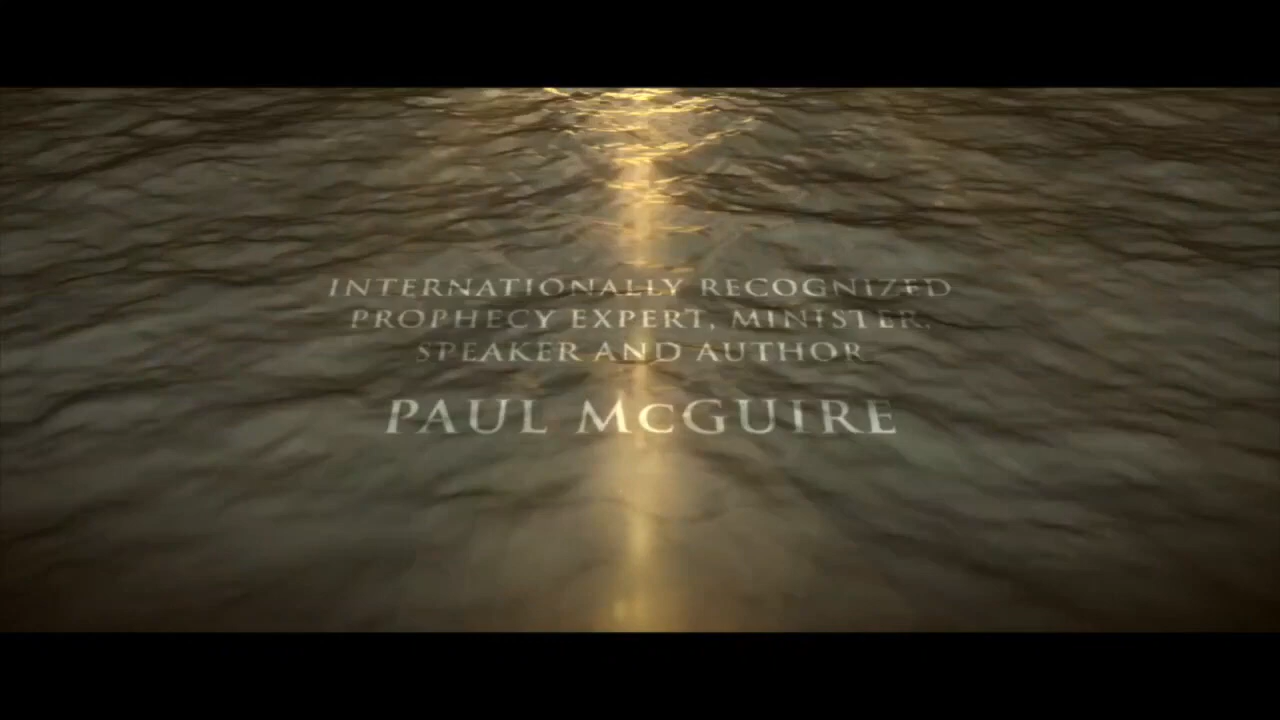 INTERNATIONALLY RECOGNIZED
PROPHECY EXPERT, MINISTER,
SPEAKER AND AUTHOR
PAUL McGUIRE